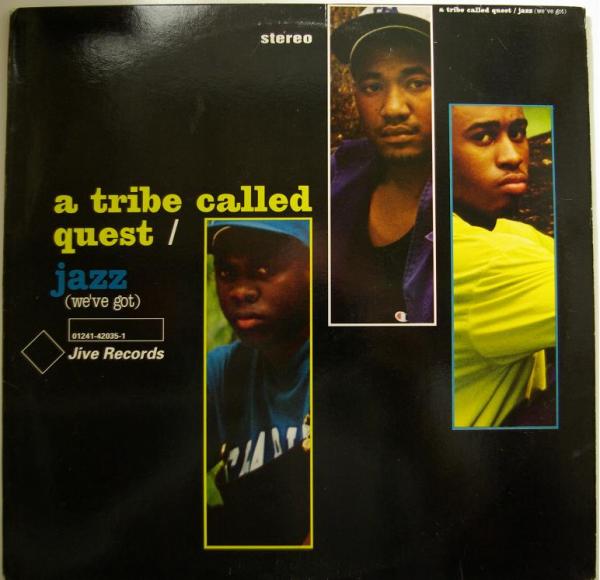 stereo
a tribe called quest / jazz (we've got)
a tribe called
quest /
jazz
(we've got)
01241-42035-1
Jive Records